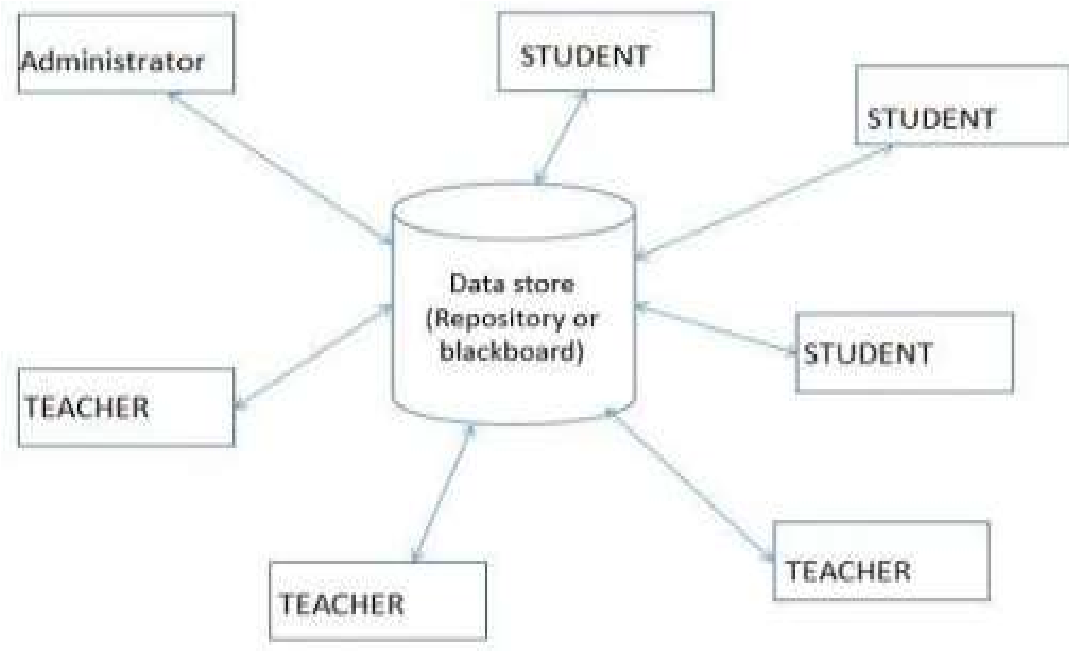 Administrator
STUDENT
STUDENT
Data store
(Repository or
blackboard)
STUDENT
TEACHER
TEACHER
TEACHER